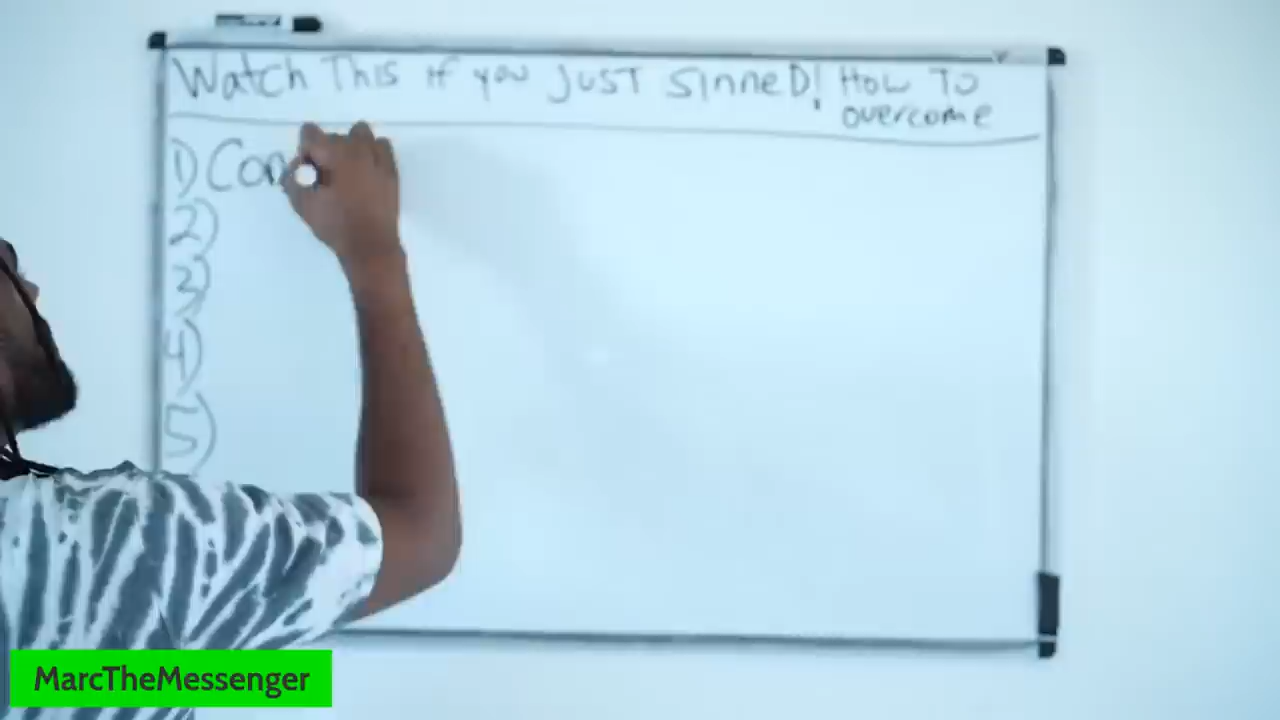 Watch This if you JUST SinneD! How To
overcome
1) Con
2)
3)
4)
5)
MarcTheMessenger